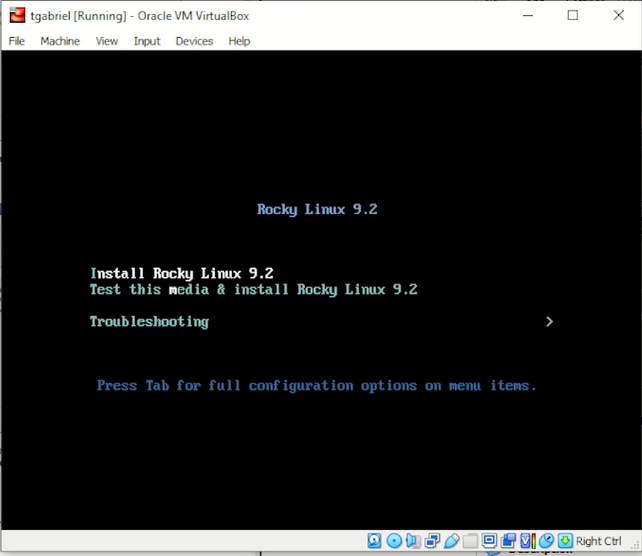 tgabriel [Running] - Oracle VM VirtualBox
File Machine View Input Devices Help
Rocky Linux 9.2
Install Rocky Linux 9.2
Test this media & install Rocky Linux 9.2
Troubleshooting >
Press Tab for full configuration options on menu items.
Right Ctrl